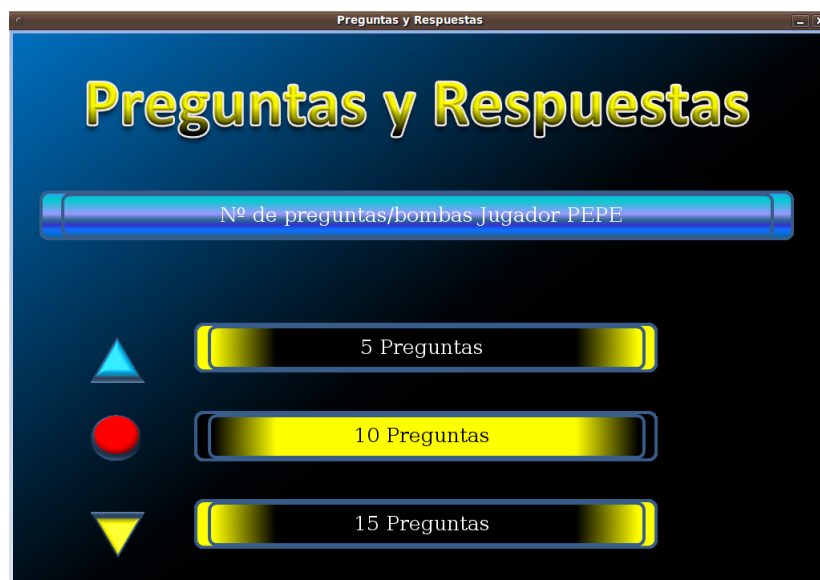 Preguntas y Respuestas
Preguntas y Respuestas
Nº de preguntas/bombas Jugador PEPE
5 Preguntas
10 Preguntas
15 Preguntas